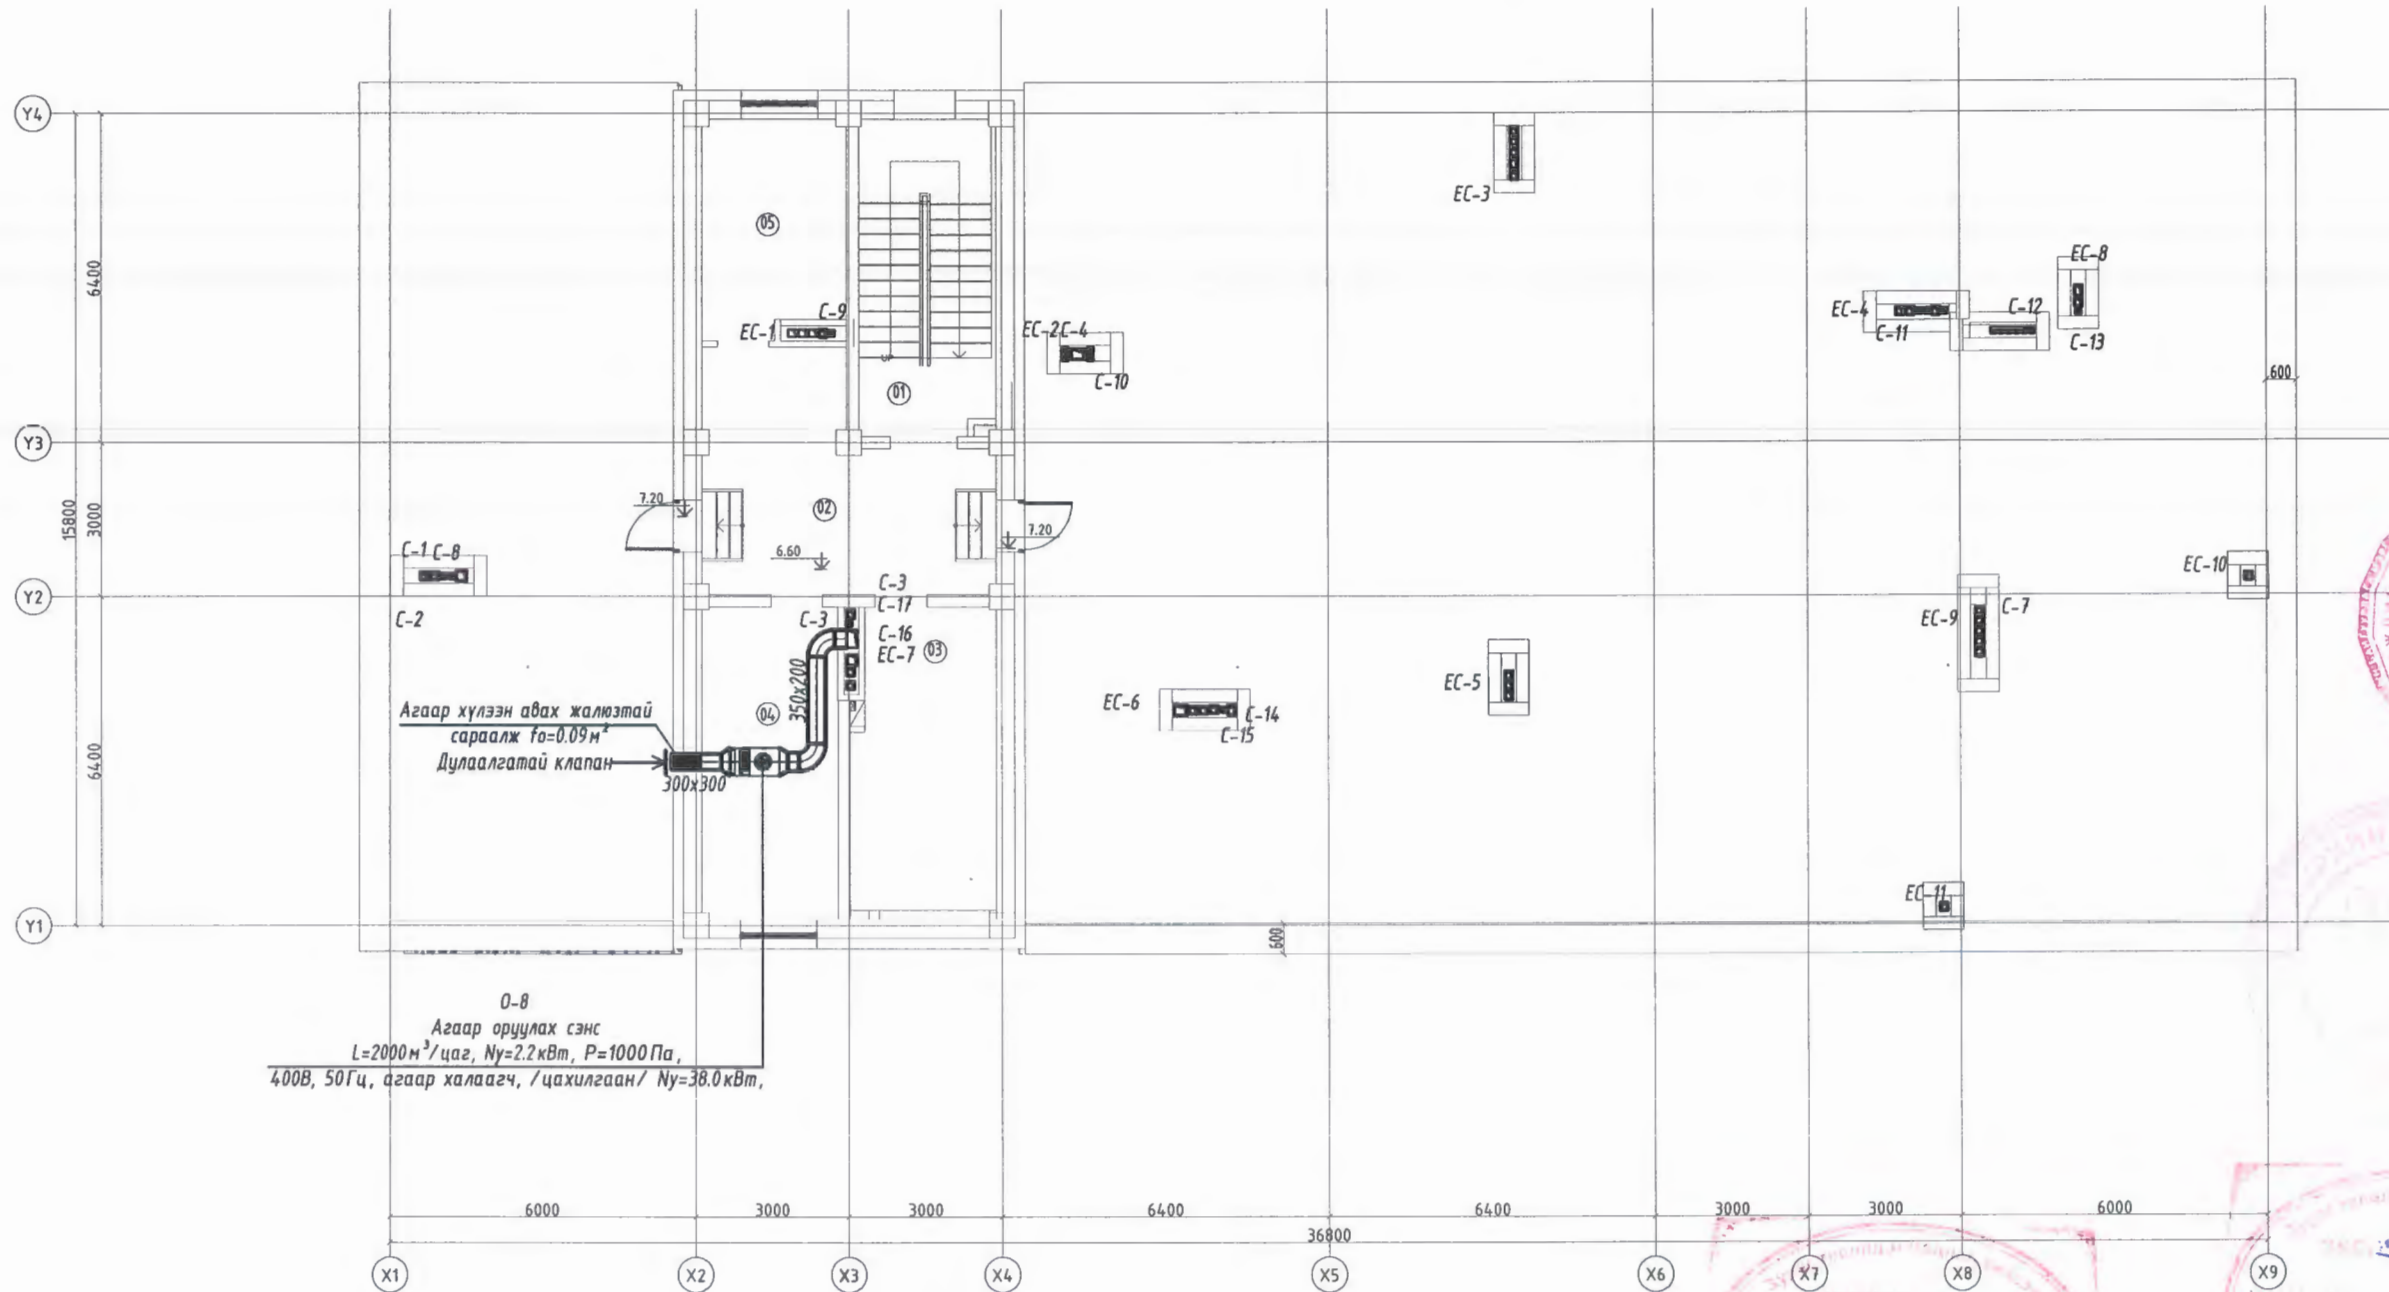 Y4
6400
EC-3
05
EC-8
C-9
EC-1
EC-2 C-4
EC-4
C-12
C-11
C-13
UP
C-10
01
600
Y3
7.20
15800
3000
02
7.20
C-1 C-8
6.60
EC-10
C-3
Y2
C-17
C-7
C-2
C-3
EC-9
C-16
EC-7
03
350x200
EC-5
EC-6
Агаар хүлээн авах жалюзтай
04
C-14
сараалж fo=0.09м²
C-15
6400
Дулаалгатай клапан
300x300
EC 11
Y1
600
О-8
Агаар оруулах сэнс
L=2000м³/цаг, Nу=2.2кВт, P=1000Па,
400В, 50Гц, агаар халаагч, /цахилгаан/ Nу=38.0кВт,
6000
3000
3000
6400
6400
3000
3000
6000
36800
X1
X2
X3
X4
X5
X6
X7
X8
X9